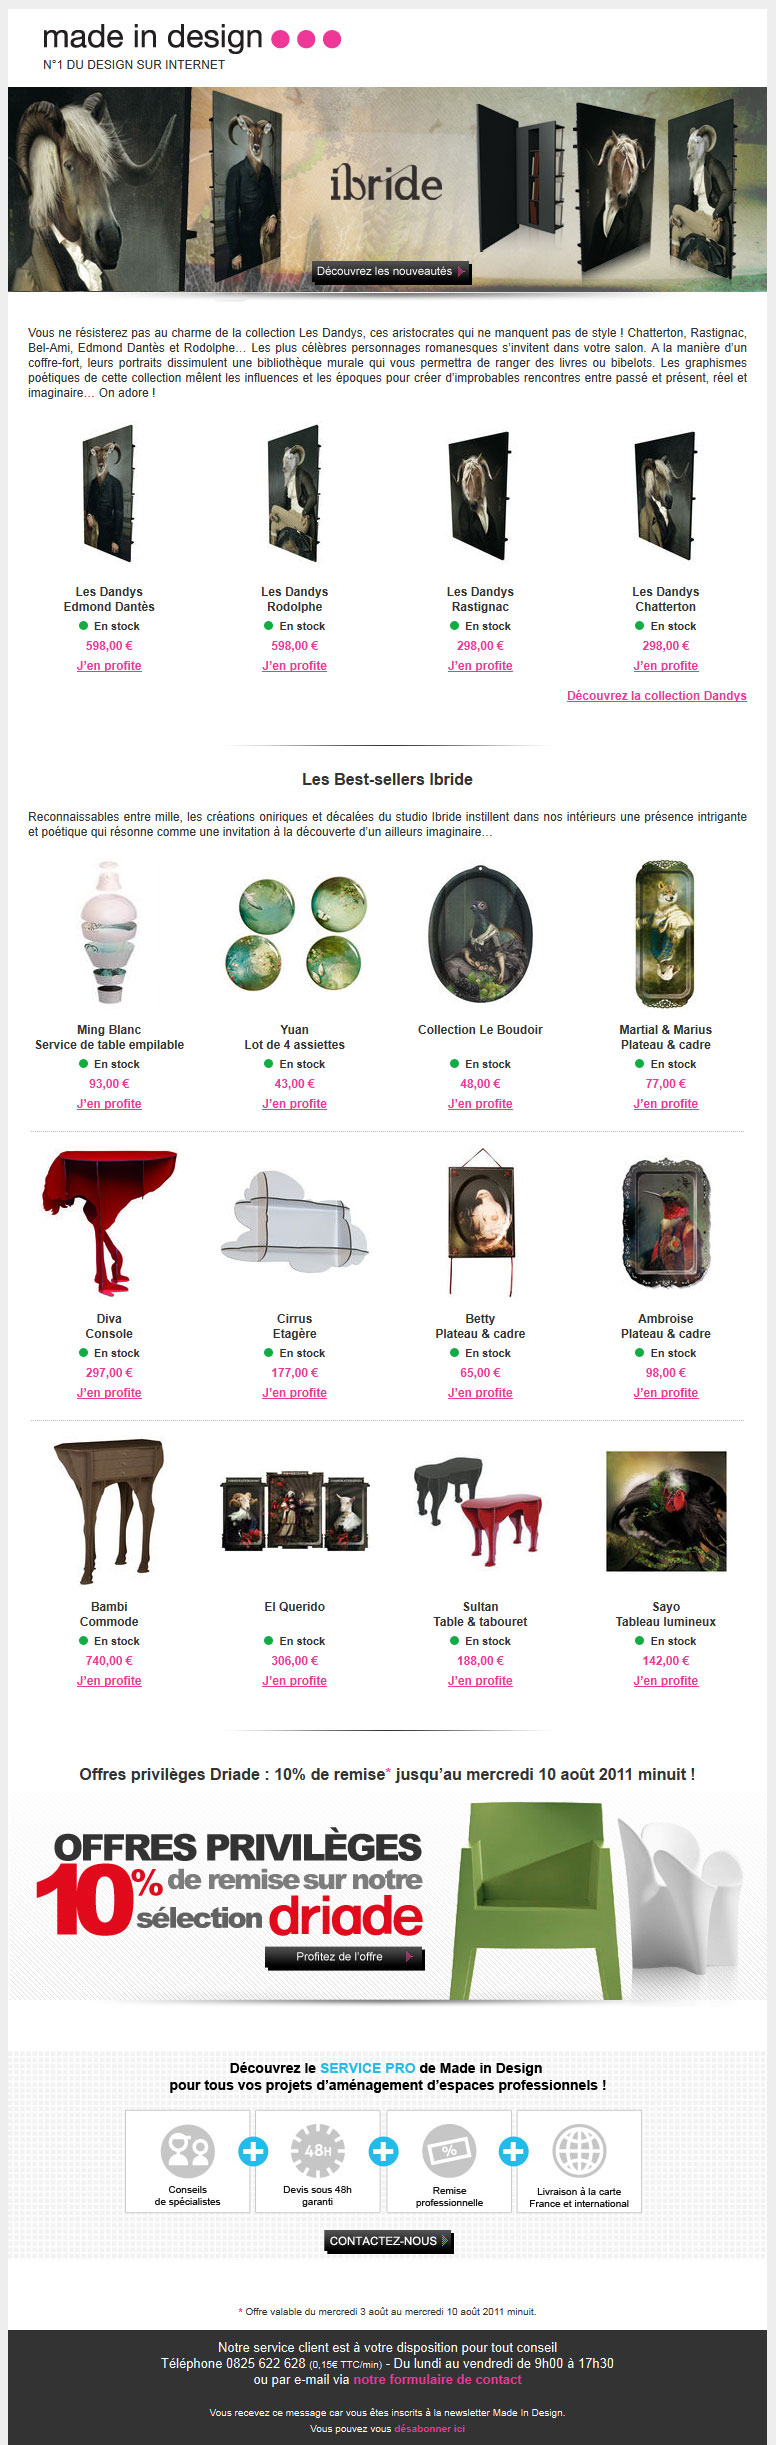 made in design
N°1 DU DESIGN SUR INTERNET
ibride
Découvrez les nouveautés
Vous ne résisterez pas au charme de la collection Les Dandys, ces aristocrates qui ne manquent pas de style ! Chatterton, Rastignac,
Bel-Ami, Edmond Dantès et Rodolphe… Les plus célèbres personnages romanesques s’invitent dans votre salon. A la manière d’un
coffre-fort, leurs portraits dissimulent une bibliothèque murale qui vous permettra de ranger des livres ou bibelots. Les graphismes
poétiques de cette collection mêlent les influences et les époques pour créer d’improbables rencontres entre passé et présent, réel et
imaginaire… On adore !
Les Dandys
Edmond Dantès
En stock
598,00 €
J’en profite
Les Dandys
Rodolphe
En stock
598,00 €
J’en profite
Les Dandys
Rastignac
En stock
298,00 €
J’en profite
Les Dandys
Chatterton
En stock
298,00 €
J’en profite
Découvrez la collection Dandys
Les Best-sellers Ibride
Reconnaissables entre mille, les créations oniriques et décalées du studio Ibride instillent dans nos intérieurs une présence intrigante
et poétique qui résonne comme une invitation à la découverte d’un ailleurs imaginaire…
Ming Blanc
Service de table empilable
En stock
93,00 €
J’en profite
Yuan
Lot de 4 assiettes
En stock
43,00 €
J’en profite
Collection Le Boudoir
En stock
48,00 €
J’en profite
Martial & Marius
Plateau & cadre
En stock
77,00 €
J’en profite
Diva
Console
En stock
297,00 €
J’en profite
Cirrus
Etagère
En stock
177,00 €
J’en profite
Betty
Plateau & cadre
En stock
65,00 €
J’en profite
Ambroise
Plateau & cadre
En stock
98,00 €
J’en profite
Bambi
Commode
En stock
740,00 €
J’en profite
El Querido
En stock
306,00 €
J’en profite
Sultan
Table & tabouret
En stock
188,00 €
J’en profite
Sayo
Tableau lumineux
En stock
142,00 €
J’en profite
Offres privilèges Driade : 10% de remise* jusqu’au mercredi 10 août 2011 minuit !
OFFRES PRIVILÈGES
10% de remise sur notre
sélection driade
Profitez de l’offre
Découvrez le SERVICE PRO de Made in Design
pour tous vos projets d’aménagement d’espaces professionnels !
Conseils
de spécialistes
48H
Devis sous 48h
garanti
%
Remise
professionnelle
Livraison à la carte
France et international
CONTACTEZ-NOUS
* Offre valable du mercredi 3 août au mercredi 10 août 2011 minuit.
Notre service client est à votre disposition pour tout conseil
Téléphone 0825 622 628 (0,15€ TTC/min) - Du lundi au vendredi de 9h00 à 17h30
ou par e-mail via notre formulaire de contact
Vous recevez ce message car vous êtes inscrits à la newsletter Made In Design.
Vous pouvez vous désabonner ici